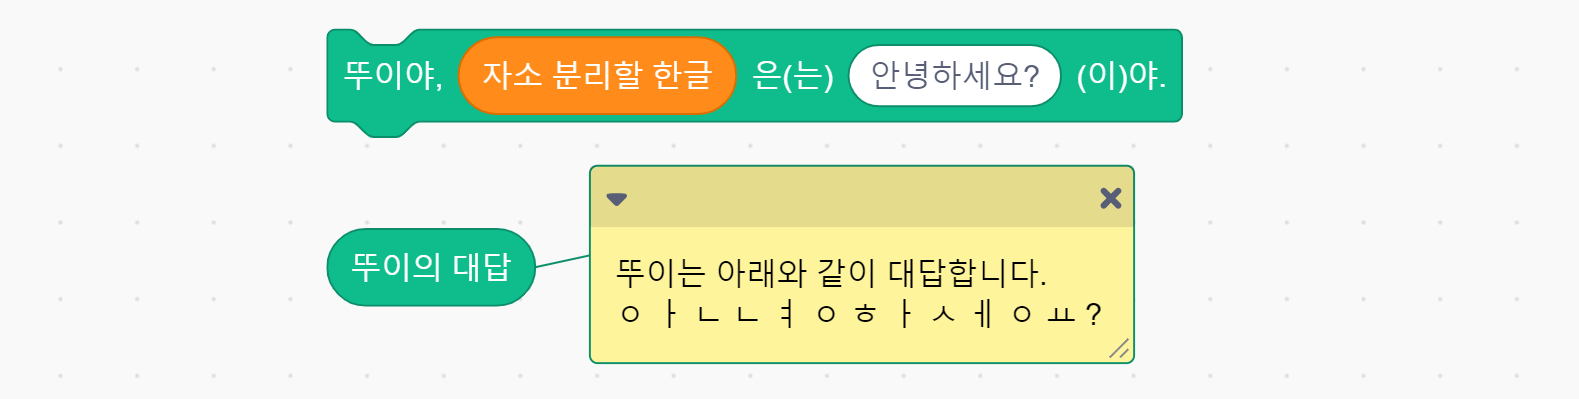 뚜이야, 자소 분리할 한글 은(는) 안녕하세요? (이)야.
뚜이의 대답
뚜이는 아래와 같이 대답합니다.
ㅇ ㅏ ㄴ ㄴ ㅕ ㅇ ㅎ ㅏ ㅅ ㅔ ㅇ ㅛ ?